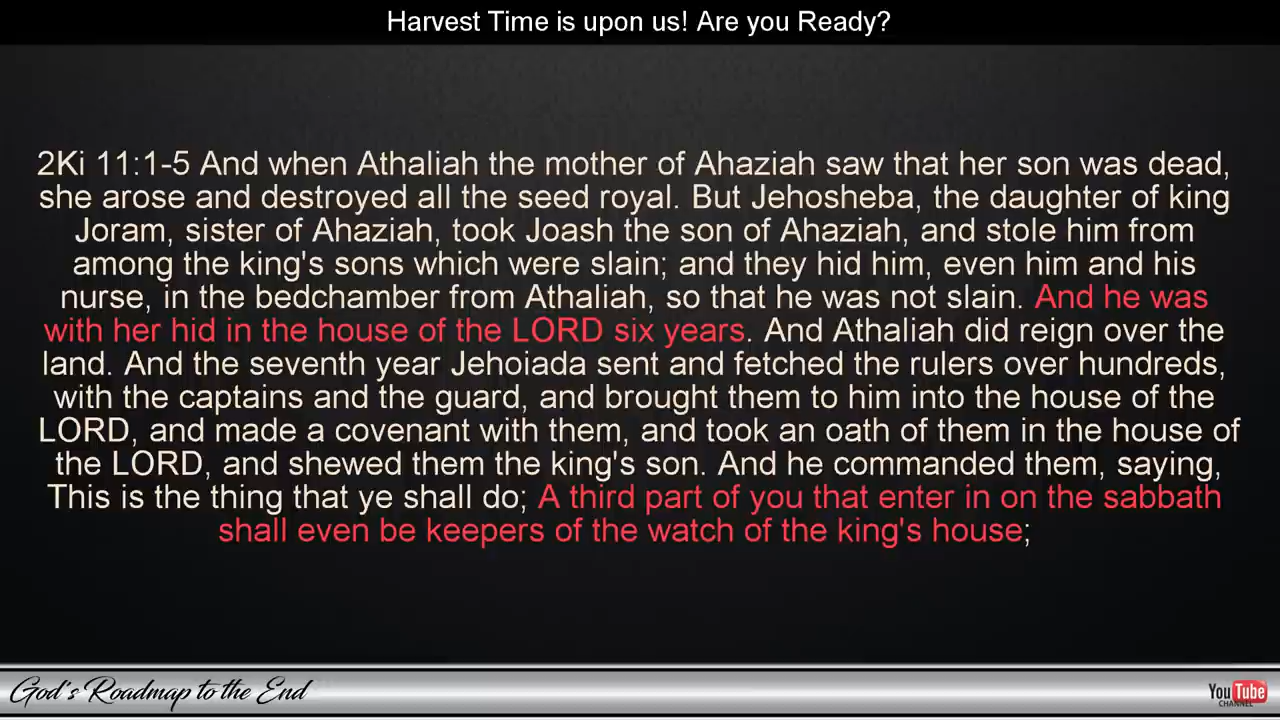 Harvest Time is upon us! Are you Ready?
2Ki 11:1-5 And when Athaliah the mother of Ahaziah saw that her son was dead,
she arose and destroyed all the seed royal. But Jehosheba, the daughter of king
Joram, sister of Ahaziah, took Joash the son of Ahaziah, and stole him from
among the king's sons which were slain; and they hid him, even him and his
nurse, in the bedchamber from Athaliah, so that he was not slain. And he was
with her hid in the house of the LORD six years. And Athaliah did reign over the
land. And the seventh year Jehoiada sent and fetched the rulers over hundreds,
with the captains and the guard, and brought them to him into the house of the
LORD, and made a covenant with them, and took an oath of them in the house of
the LORD, and shewed them the king's son. And he commanded them, saying,
This is the thing that ye shall do; A third part of you that enter in on the sabbath
shall even be keepers of the watch of the king's house;
God's Roadmap to the End
YouTube
CHANNEL